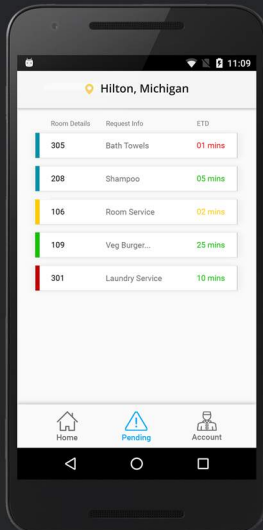 11:09
Hilton, Michigan
Room Details Request Info ETD
305 Bath Towels 01 mins
208 Shampoo 05 mins
106 Room Service 02 mins
109 Veg Burger... 25 mins
301 Laundry Service 10 mins
Home Pending Account